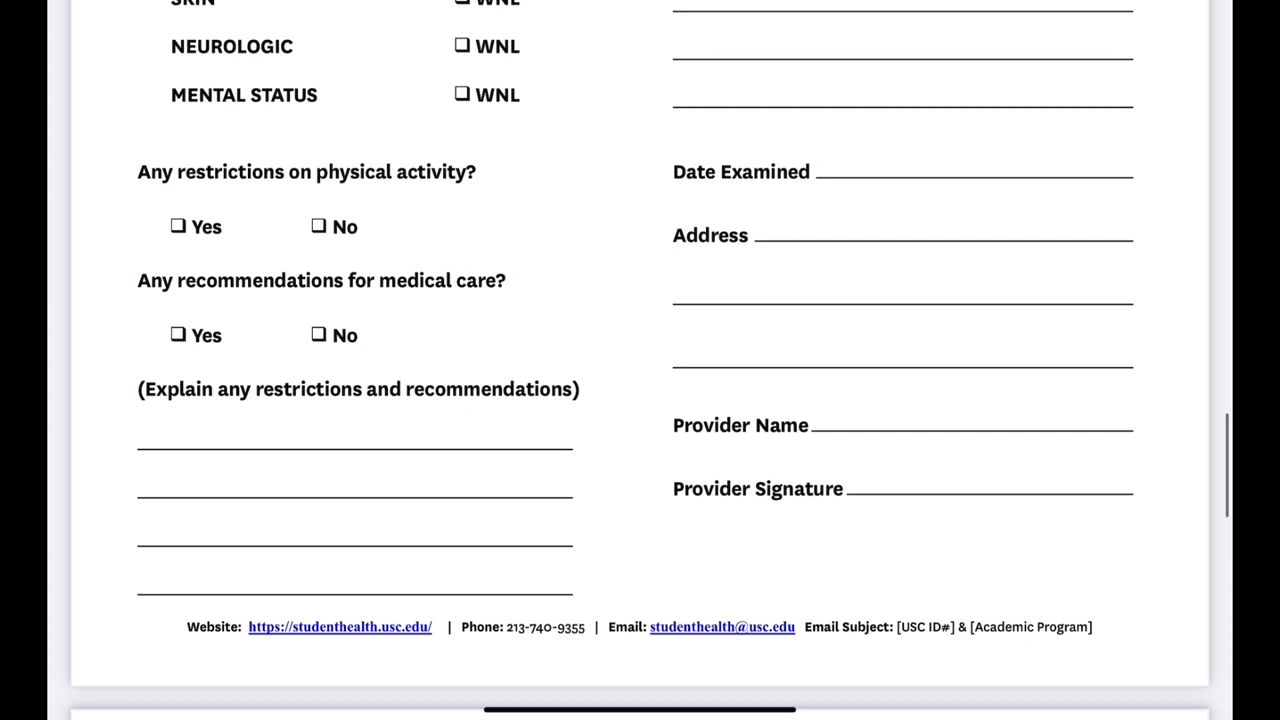 SKIN ❑ WNL
NEUROLOGIC ❑ WNL
MENTAL STATUS ❑ WNL
Any restrictions on physical activity?
❑ Yes ❑ No
Any recommendations for medical care?
❑ Yes ❑ No
(Explain any restrictions and recommendations)
Date Examined
Address
Provider Name
Provider Signature
Website: https://studenthealth.usc.edu/ | Phone: 213-740-9355 | Email: studenthealth@usc.edu Email Subject: [USC ID#] & [Academic Program]